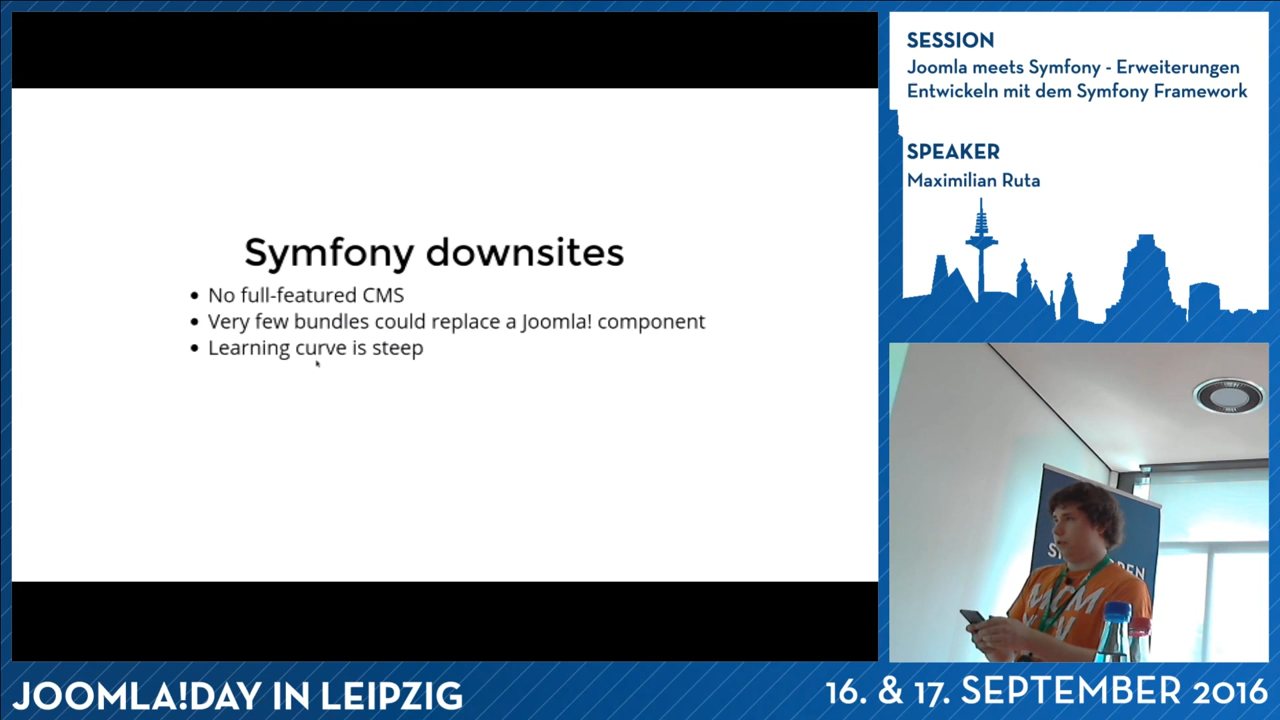 SESSION
Joomla meets Symfony - Erweiterungen
Entwickeln mit dem Symfony Framework
SPEAKER
Maximilian Ruta
Symfony downsites
• No full-featured CMS
• Very few bundles could replace a Joomla! component
• Learning curve is steep
JOOMLA!DAY IN LEIPZIG
16. & 17. SEPTEMBER 2016